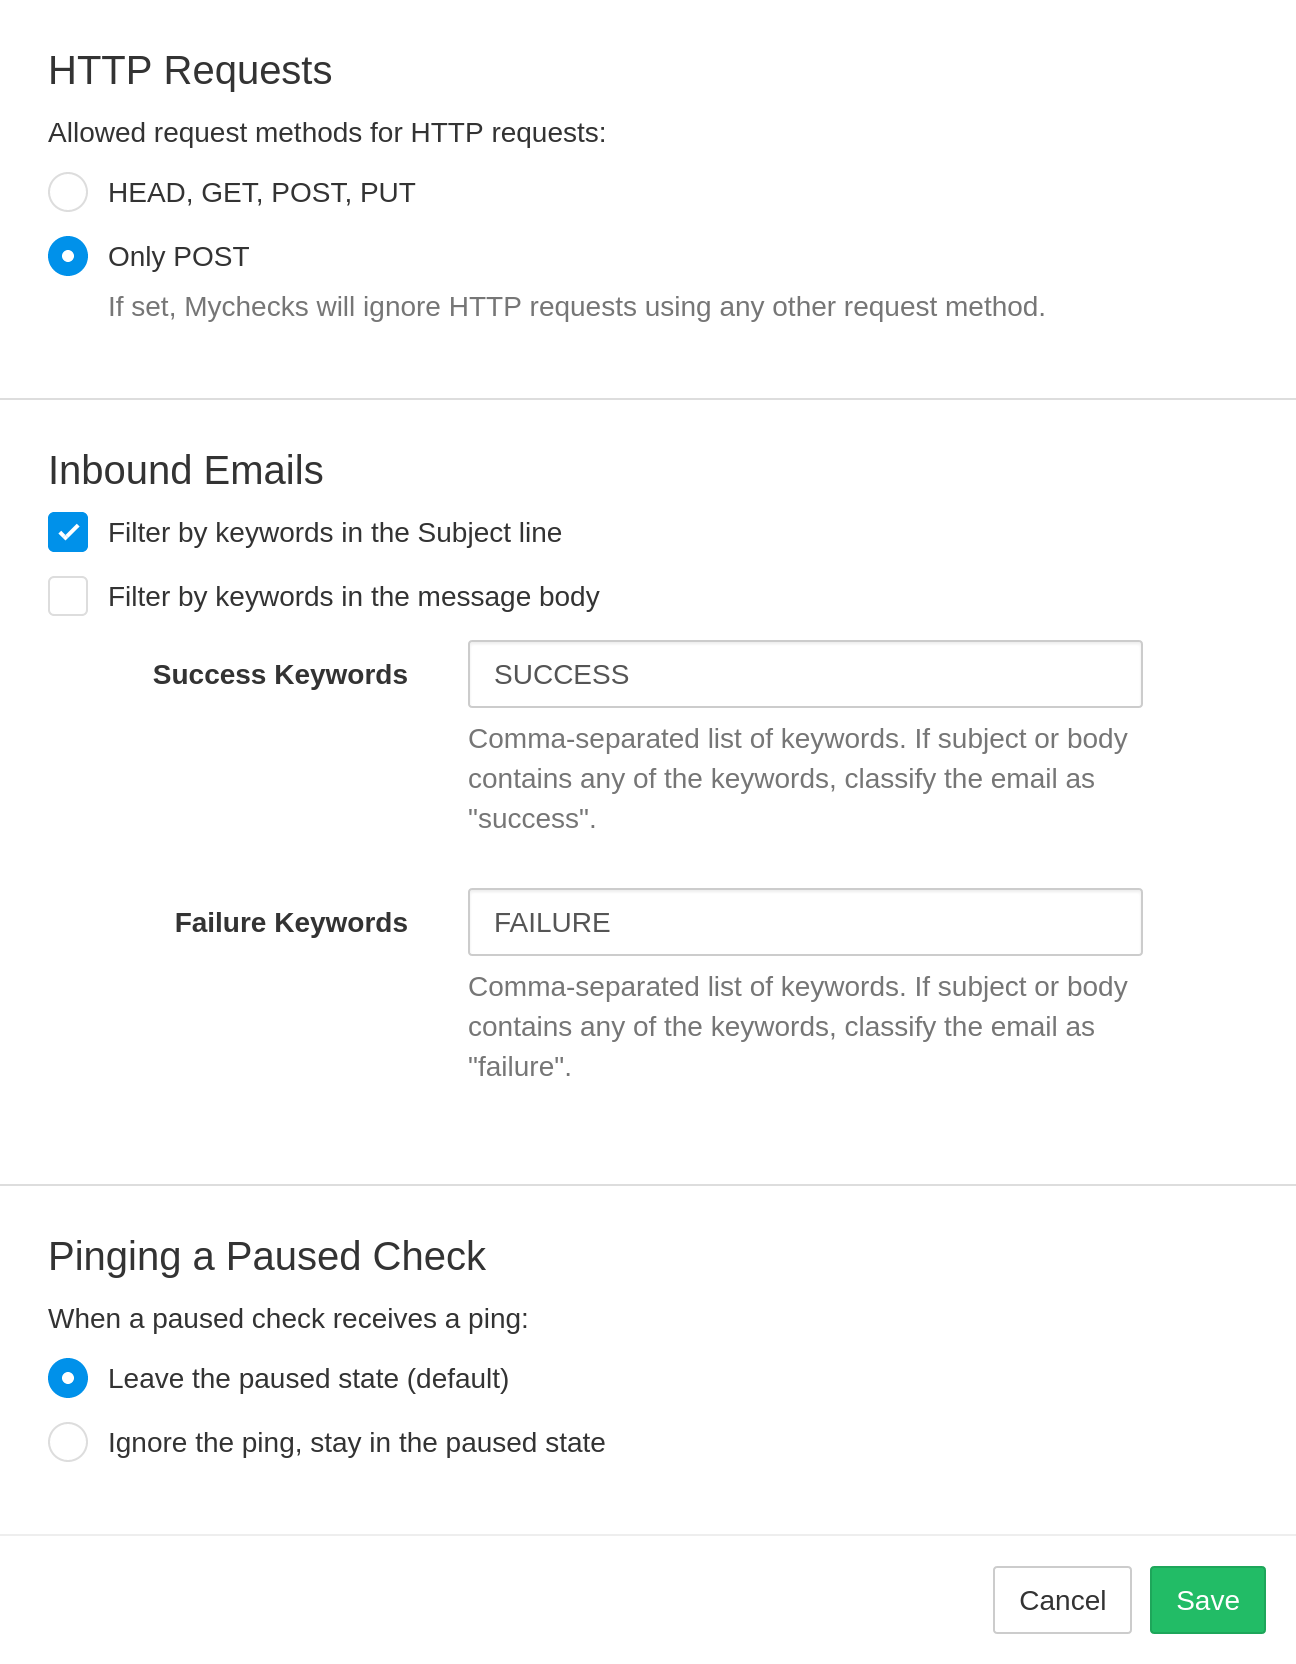 HTTP Requests
Allowed request methods for HTTP requests:
HEAD, GET, POST, PUT
Only POST
If set, Mychecks will ignore HTTP requests using any other request method.
Inbound Emails
Filter by keywords in the Subject line
Filter by keywords in the message body
Success Keywords
SUCCESS
Comma-separated list of keywords. If subject or body
contains any of the keywords, classify the email as
"success".
Failure Keywords
FAILURE
Comma-separated list of keywords. If subject or body
contains any of the keywords, classify the email as
"failure".
Pinging a Paused Check
When a paused check receives a ping:
Leave the paused state (default)
Ignore the ping, stay in the paused state
Cancel
Save